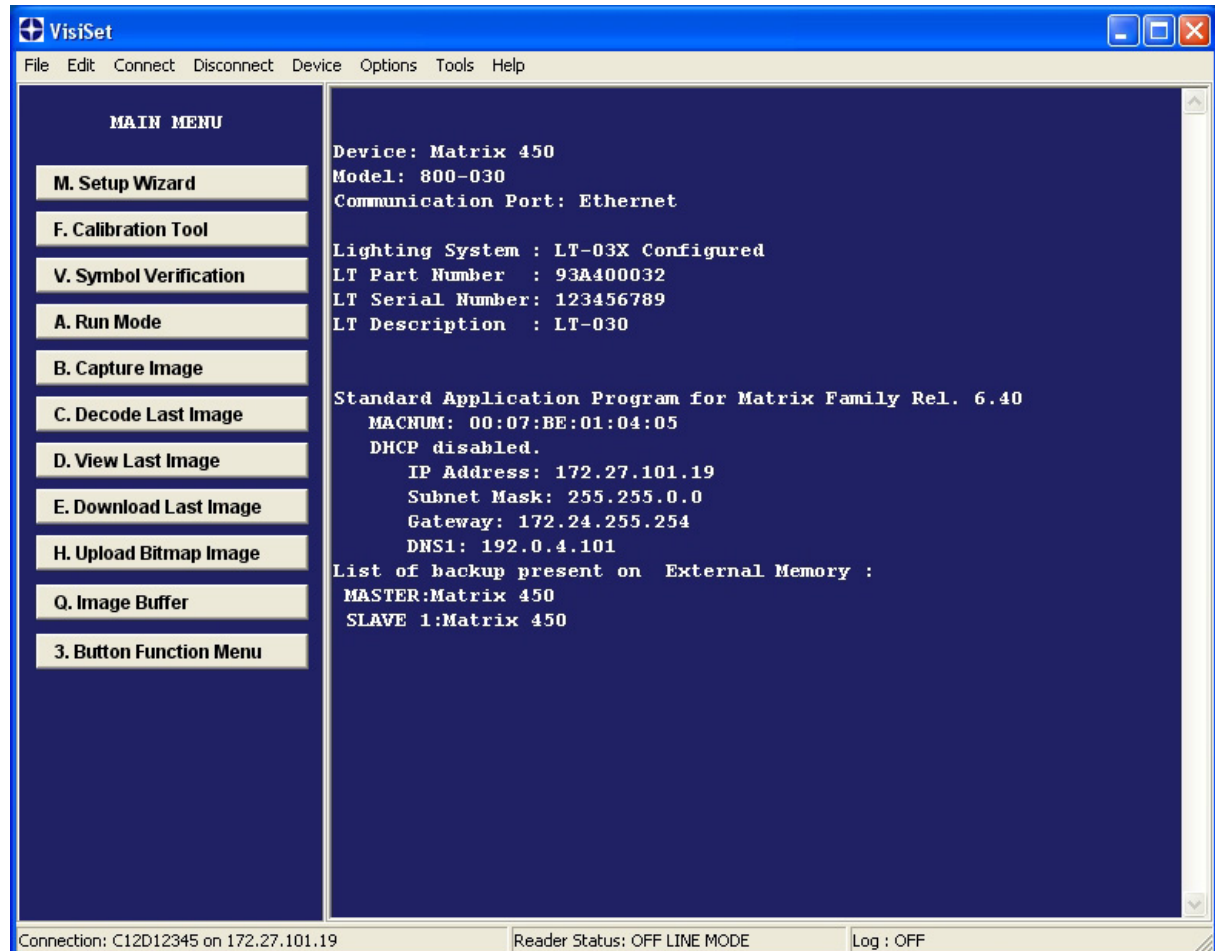 VisiSet
File Edit Connect Disconnect Device Options Tools Help
MAIN MENU
M. Setup Wizard
F. Calibration Tool
V. Symbol Verification
A. Run Mode
B. Capture Image
C. Decode Last Image
D. View Last Image
E. Download Last Image
H. Upload Bitmap Image
Q. Image Buffer
3. Button Function Menu
Device: Matrix 450
Model: 800-030
Communication Port: Ethernet
Lighting System : LT-03X Configured
LT Part Number : 93A400032
LT Serial Number: 123456789
LT Description : LT-030
Standard Application Program for Matrix Family Rel. 6.40
MACNUM: 00:07:BE:01:04:05
DHCP disabled.
IP Address: 172.27.101.19
Subnet Mask: 255.255.0.0
Gateway: 172.24.255.254
DNS1: 192.0.4.101
List of backup present on External Memory :
MASTER:Matrix 450
SLAVE 1:Matrix 450
Connection: C12D12345 on 172.27.101.19 Reader Status: OFF LINE MODE Log : OFF